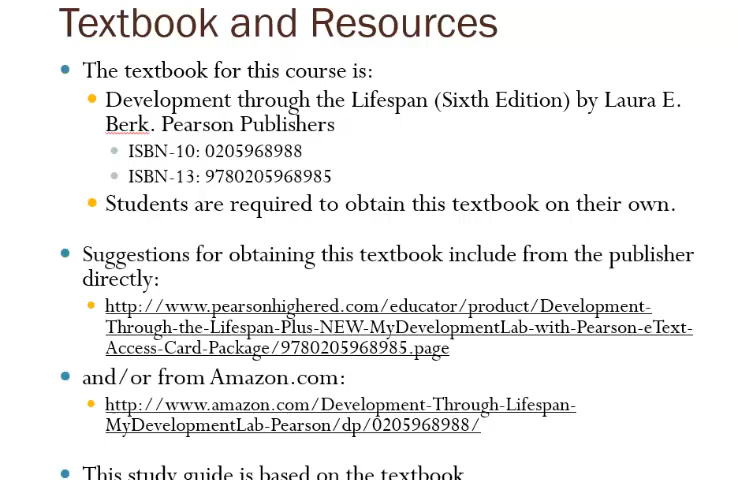 Textbook and Resources
The textbook for this course is:
Development through the Lifespan (Sixth Edition) by Laura E.
Berk. Pearson Publishers
ISBN-10: 0205968988
ISBN-13: 9780205968985
Students are required to obtain this textbook on their own.
Suggestions for obtaining this textbook include from the publisher
directly:
http://www.pearsonhighered.com/educator/product/Development-
Through-the-Lifespan-Plus-NEW-MyDevelopmentLab-with-Pearson-eText-
Access-Card-Package/9780205968985.page
and/or from Amazon.com:
http://www.amazon.com/Development-Through-Lifespan-
MyDevelopmentLab-Pearson/dp/0205968988/
This study guide is based on the textbook